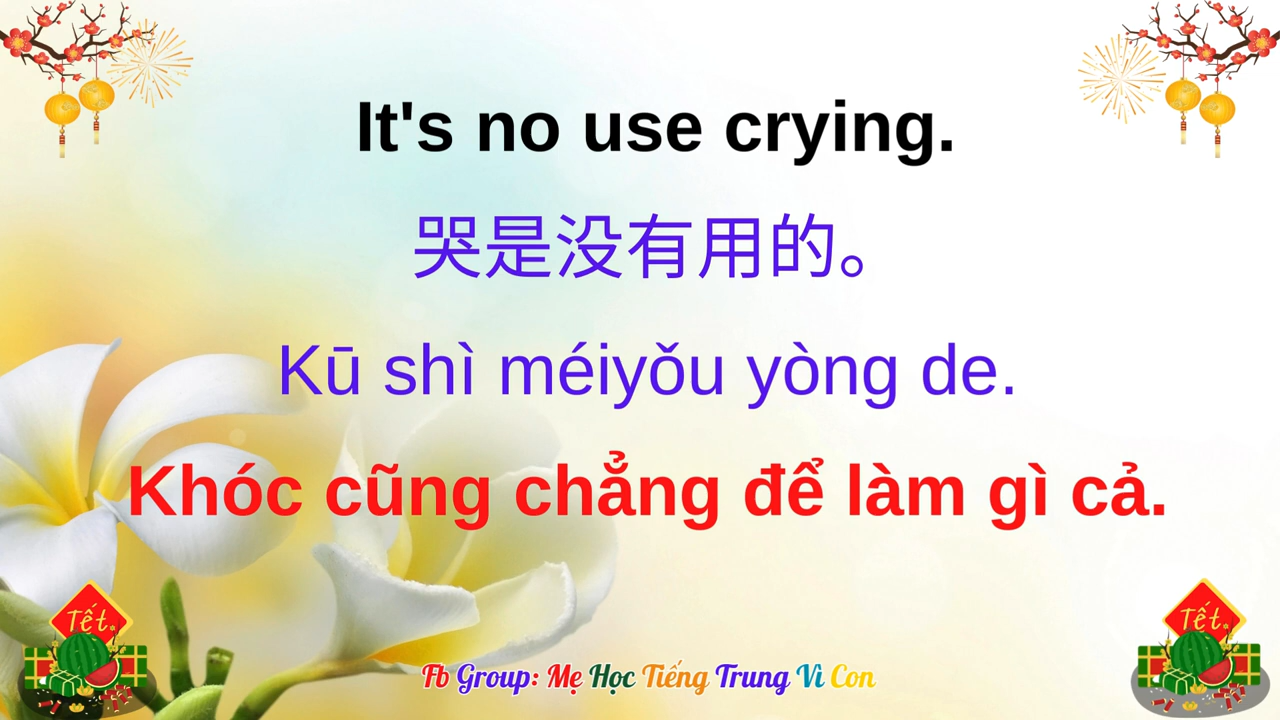 It's no use crying.
哭是没有用的。
Kū shì méiyǒu yòng de.
Khóc cũng chẳng để làm gì cả.
Tết
Tết
Fb Group: Mẹ Học Tiếng Trung Vì Con